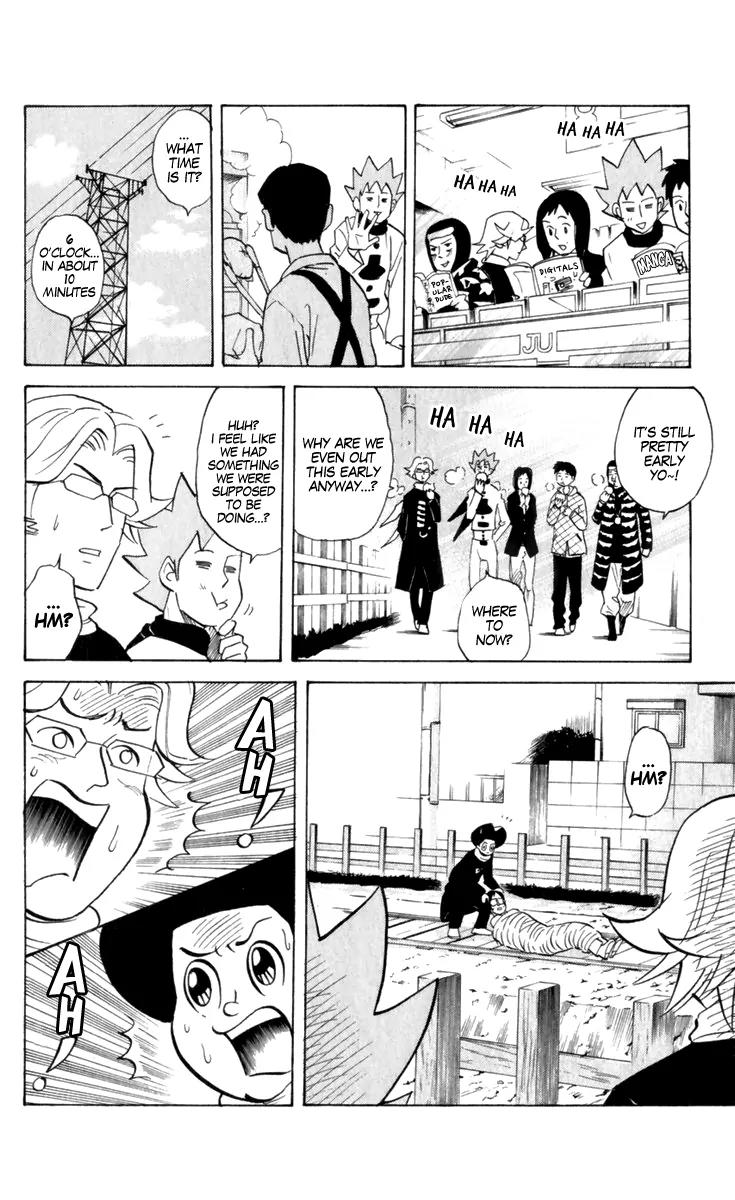 HA HA HA
HA HA HA
POP-
ULAR
DUDE
DIGITALS
MANGA
JU
...
WHAT
TIME
IS IT?
6
O'CLOCK...
IN ABOUT
10
MINUTES
IT'S STILL
PRETTY
EARLY
YO~!
HA HA HA
WHY ARE WE
EVEN OUT
THIS EARLY
ANYWAY...?
WHERE
TO
NOW?
HUH?
I FEEL LIKE
WE HAD
SOMETHING
WE WERE
SUPPOSED
TO BE
DOING...?
...
HM?
HM?
AH
AH